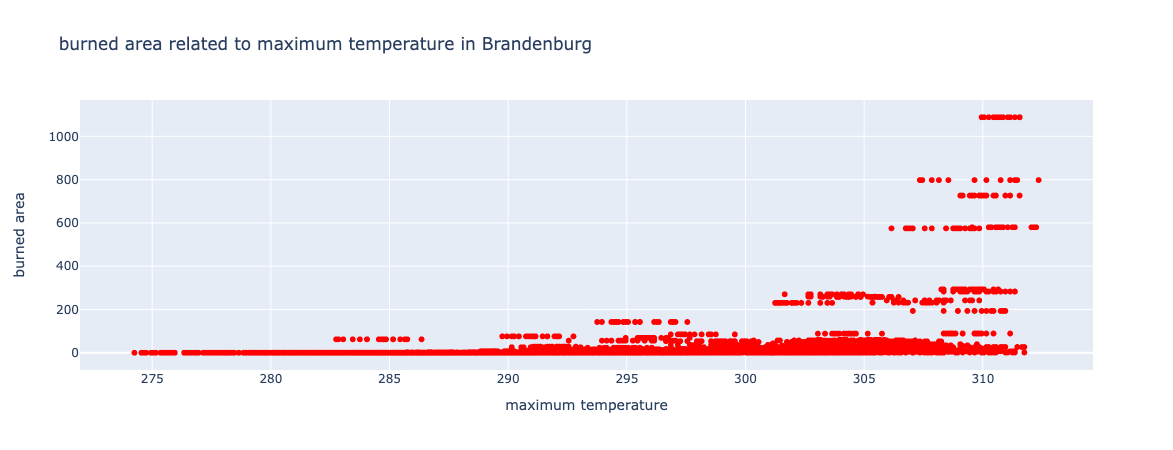 burned area related to maximum temperature in Brandenburg
1000
800
600
400
200
0
burned area
275 280 285 290 295 300 305 310
maximum temperature